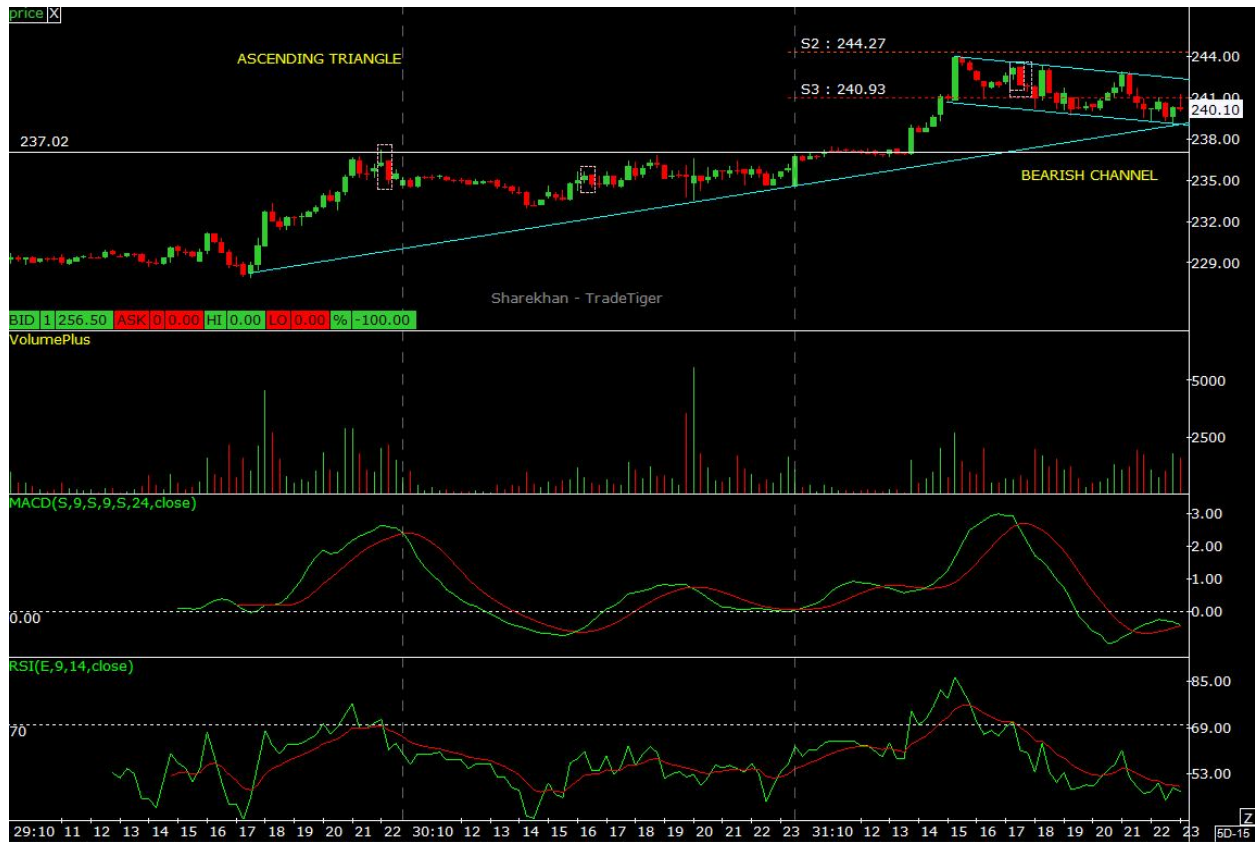 price X
S2 : 244.27
ASCENDING TRIANGLE
244.00
S3 : 240.93
241.00
240.10
237.02
238.00
BEARISH CHANNEL
235.00
232.00
229.00
Sharekhan - TradeTiger
BID 1 256.50 ASK 0 0.00 HI 0.00 LO 0.00 % -100.00
VolumePlus
5000
2500
MACD(S,9,S,9,S,24,close)
3.00
2.00
1.00
0.00
0.00
RSI(E,9,14,close)
85.00
70
69.00
53.00
29:10 11 12 13 14 15 16 17 18 19 20 21 22 30:10 12 13 14 15 16 17 18 19 20 21 22 23 31:10 12 13 14 15 16 17 18 19 20 21 22 23
Z
5D-15